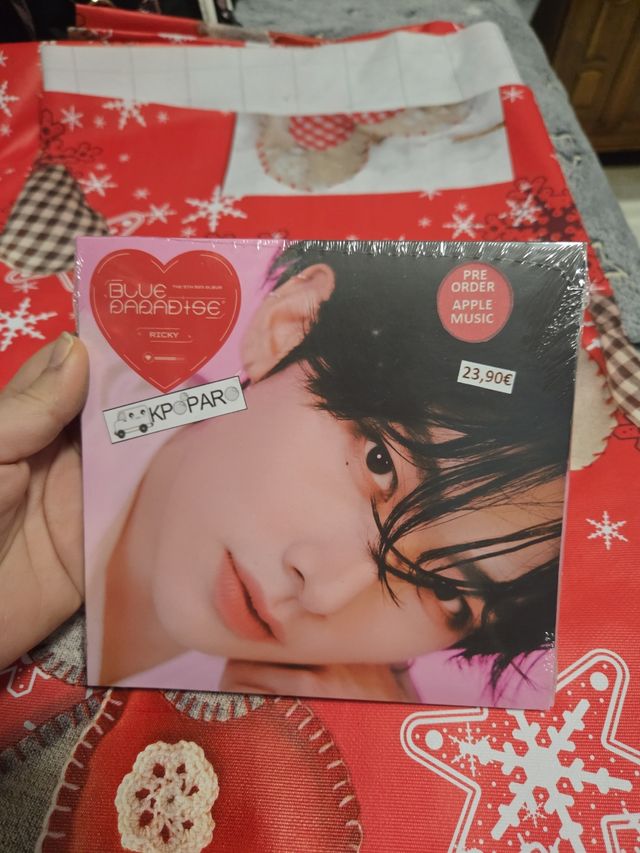 BLUE
PARADISE
THE 5TH MINI ALBUM
RICKY
KPOPARO
PRE
ORDER
APPLE
MUSIC
23,90€